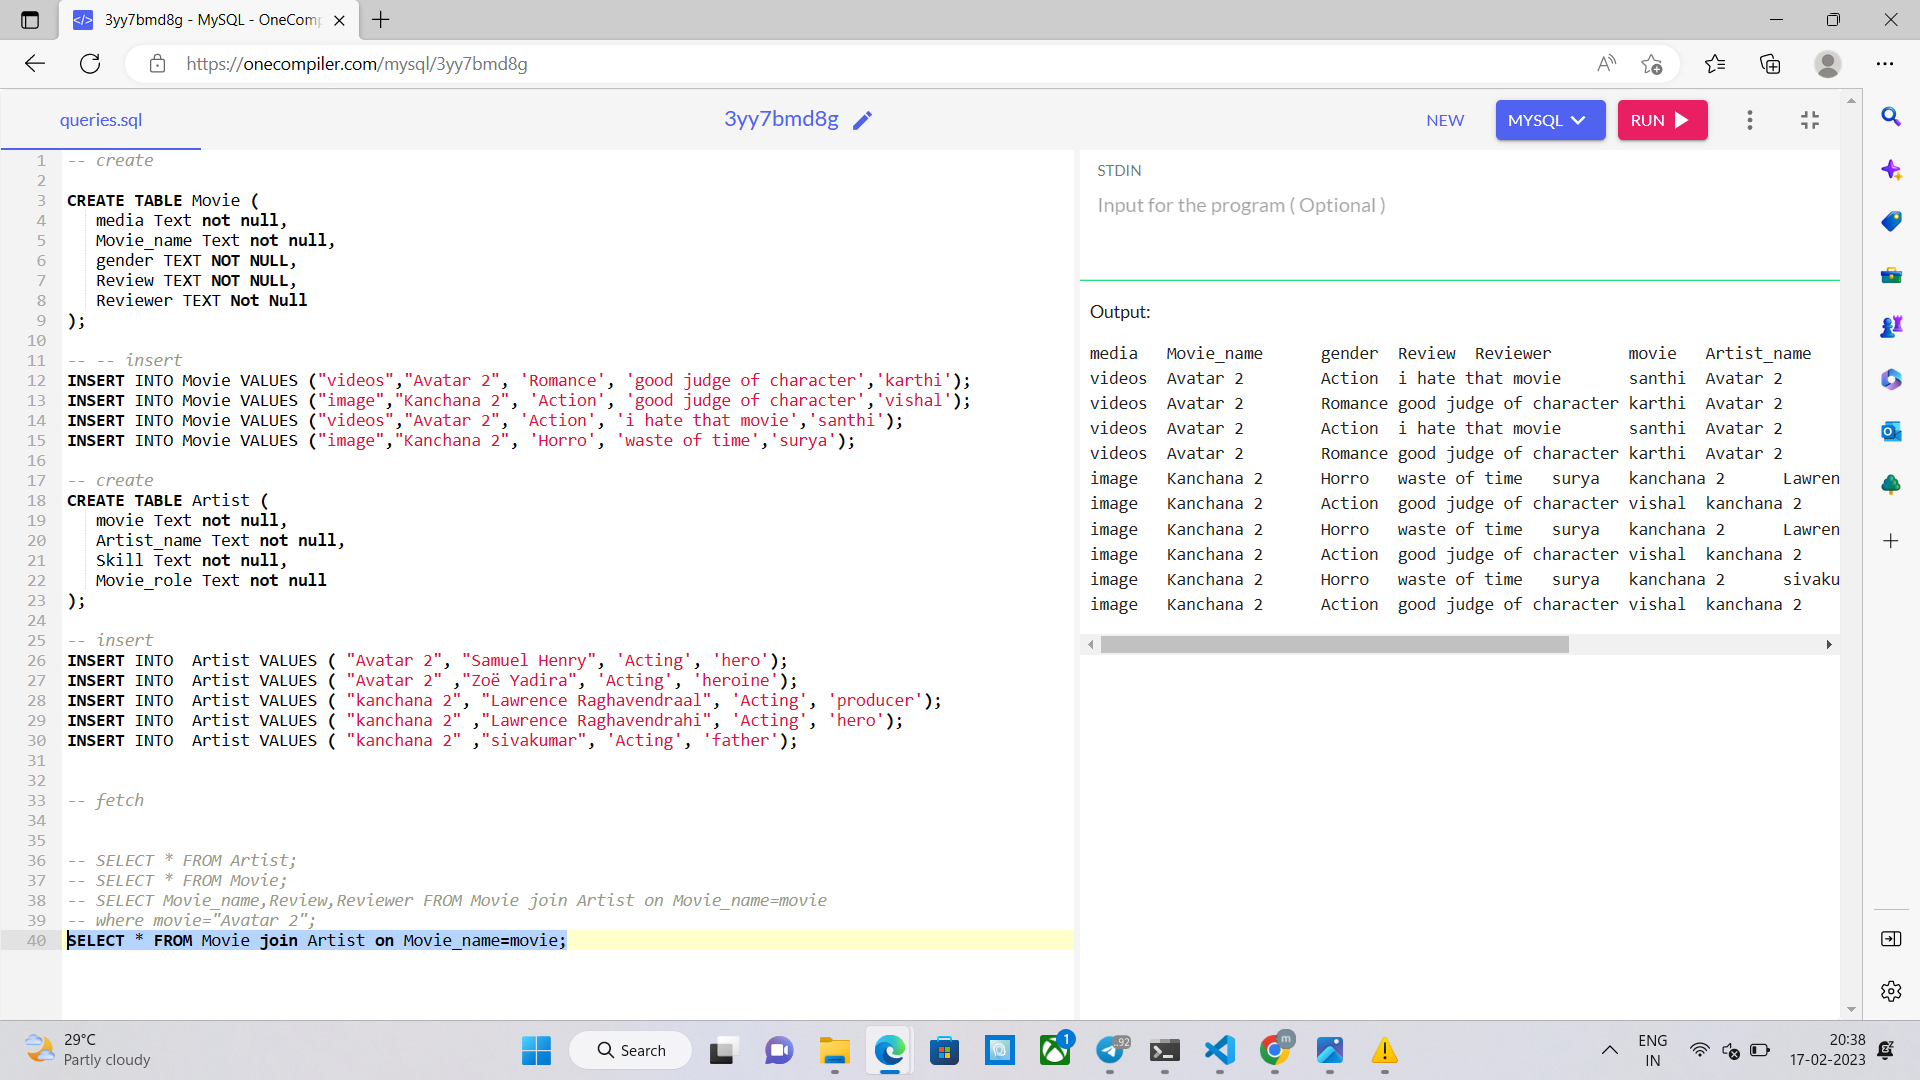 3yy7bmd8g - MySQL - OneComp
https://onecompiler.com/mysql/3yy7bmd8g
queries.sql
3yy7bmd8g
NEW
MYSQL
RUN
1 -- create
2
3 CREATE TABLE Movie (
4 media Text not null,
5 Movie_name Text not null,
6 gender TEXT NOT NULL,
7 Review TEXT NOT NULL,
8 Reviewer TEXT Not Null
9 );
10
11 -- -- insert
12 INSERT INTO Movie VALUES ("videos","Avatar 2", 'Romance', 'good judge of character','karthi');
13 INSERT INTO Movie VALUES ("image","Kanchana 2", 'Action', 'good judge of character','vishal');
14 INSERT INTO Movie VALUES ("videos","Avatar 2", 'Action', 'i hate that movie','santhi');
15 INSERT INTO Movie VALUES ("image","Kanchana 2", 'Horro', 'waste of time','surya');
16
17 -- create
18 CREATE TABLE Artist (
19 movie Text not null,
20 Artist_name Text not null,
21 Skill Text not null,
22 Movie_role Text not null
23 );
24
25 -- insert
26 INSERT INTO  Artist VALUES ( "Avatar 2", "Samuel Henry", 'Acting', 'hero');
27 INSERT INTO  Artist VALUES ( "Avatar 2" ,"Zoë Yadira", 'Acting', 'heroine');
28 INSERT INTO  Artist VALUES ( "kanchana 2", "Lawrence Raghavendraal", 'Acting', 'producer');
29 INSERT INTO  Artist VALUES ( "kanchana 2" ,"Lawrence Raghavendrahi", 'Acting', 'hero');
30 INSERT INTO  Artist VALUES ( "kanchana 2" ,"sivakumar", 'Acting', 'father');
31
32
33 -- fetch
34
35
36 -- SELECT * FROM Artist;
37 -- SELECT * FROM Movie;
38 -- SELECT Movie_name,Review,Reviewer FROM Movie join Artist on Movie_name=movie
39 -- where movie="Avatar 2";
40 SELECT * FROM Movie join Artist on Movie_name=movie;
STDIN
Input for the program ( Optional )
Output:
media Movie_name gender Review Reviewer movie Artist_name
videos Avatar 2 Action i hate that movie santhi Avatar 2
videos Avatar 2 Romance good judge of character karthi Avatar 2
videos Avatar 2 Action i hate that movie santhi Avatar 2
videos Avatar 2 Romance good judge of character karthi Avatar 2
image Kanchana 2 Horro waste of time surya kanchana 2 Lawren
image Kanchana 2 Action good judge of character vishal kanchana 2
image Kanchana 2 Horro waste of time surya kanchana 2 Lawren
image Kanchana 2 Action good judge of character vishal kanchana 2
image Kanchana 2 Horro waste of time surya kanchana 2 sivaku
image Kanchana 2 Action good judge of character vishal kanchana 2
29°C
Partly cloudy
Search
1
92
m
ENG
IN
20:38
17-02-2023